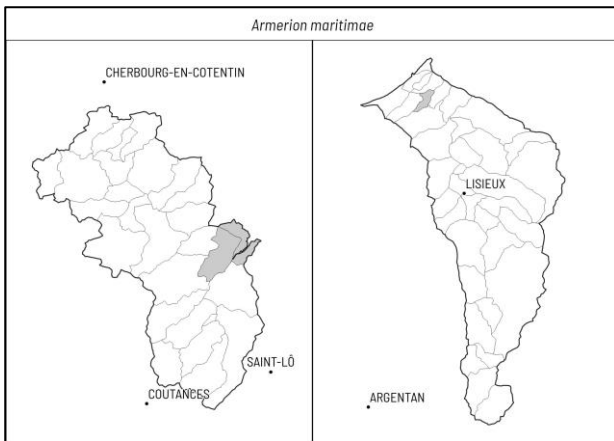 Armerion maritimae
CHERBOURG-EN-COTENTIN
SAINT-LÔ
COUTANCES
LISIEUX
ARGENTAN